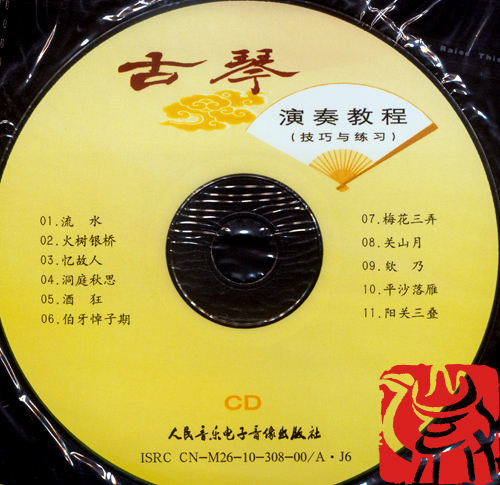 Raise Thi
古琴
演奏教程
(技巧与练习)
01.流 水
02.火树银桥
03.忆故人
04.洞庭秋思
05.酒 狂
06.伯牙悼子期
07.梅花三弄
08.关山月
09.欸 乃
10.平沙落雁
11.阳关三叠
CD
人民音乐电子音像出版社
ISRC CN-M26-10-308-00/A·J6